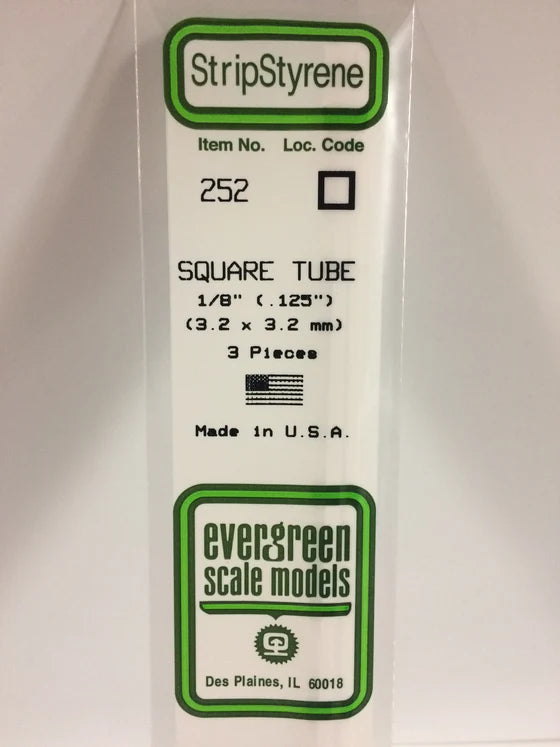 StripStyrene
Item No. Loc. Code
252
SQUARE TUBE
1/8" (.125")
(3.2 x 3.2 mm)
3 Pieces
Made in U.S.A.
evergreen
scale models
Des Plaines, IL 60018